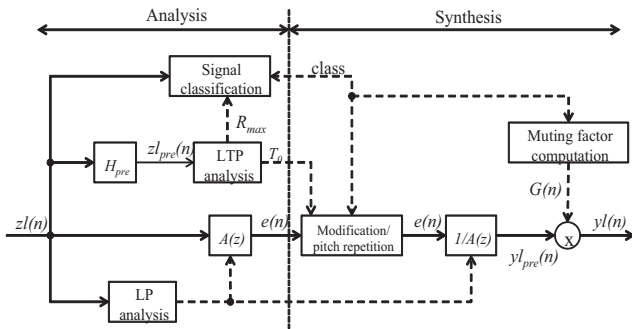 Analysis
Synthesis
Signal
classification
class
R_max
Muting factor
computation
H_pre
zl_pre(n)
LTP
analysis
T_0
G(n)
zl(n)
A(z)
e(n)
Modification/
pitch repetition
e(n)
1/A(z)
yl_pre(n)
x
yl(n)
LP
analysis